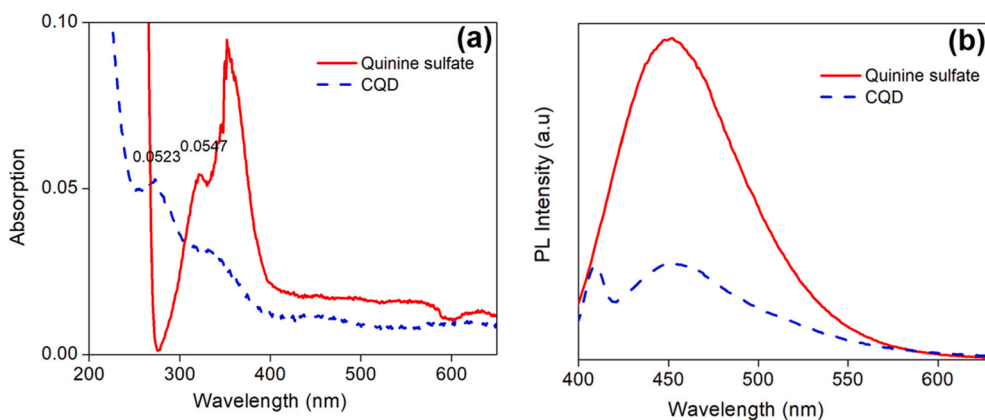 (a)
Quinine sulfate
CQD
0.0523
0.0547
0.10
0.05
0.00
Absorption
200 300 400 500 600
Wavelength (nm)
(b)
Quinine sulfate
CQD
PL Intensity (a.u)
400 450 500 550 600
Wavelength (nm)